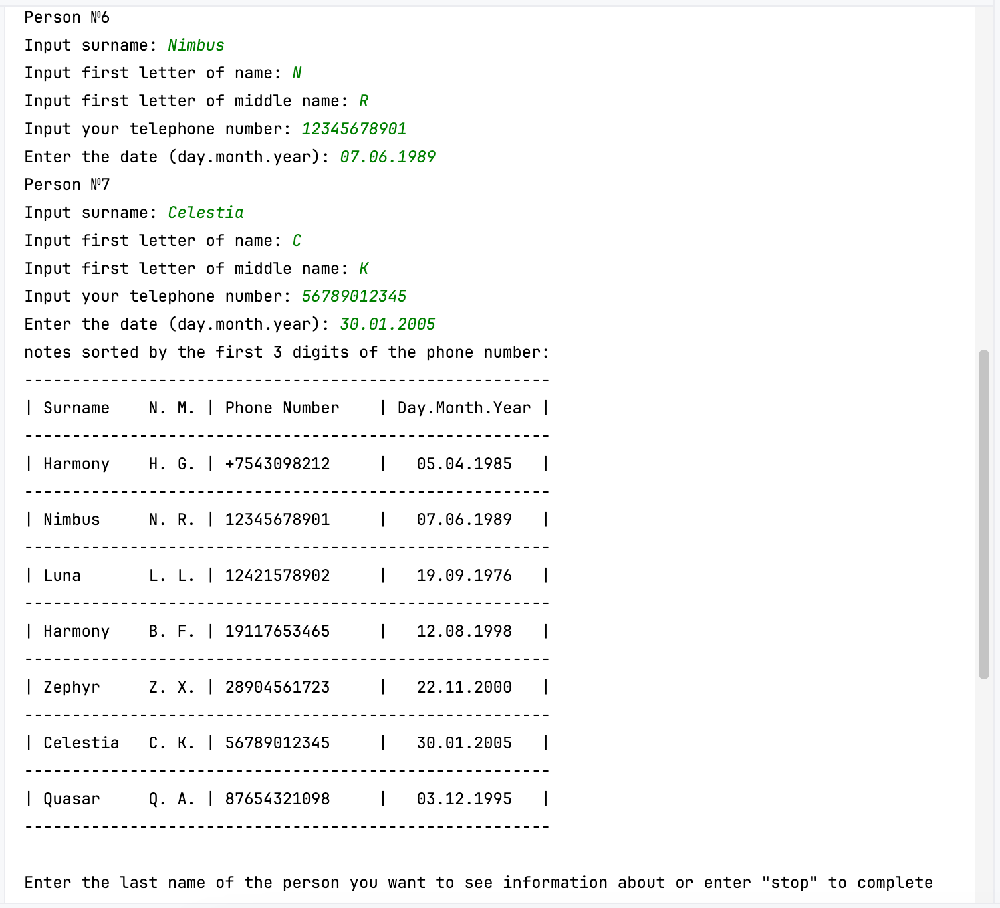 Person №6
Input surname: Nimbus
Input first letter of name: N
Input first letter of middle name: R
Input your telephone number: 12345678901
Enter the date (day.month.year): 07.06.1989
Person №7
Input surname: Celestia
Input first letter of name: C
Input first letter of middle name: K
Input your telephone number: 56789012345
Enter the date (day.month.year): 30.01.2005
notes sorted by the first 3 digits of the phone number:
-------------------------------------------------------
| Surname    N. M. | Phone Number    | Day.Month.Year |
-------------------------------------------------------
| Harmony    H. G. | +7543098212     |   05.04.1985   |
-------------------------------------------------------
| Nimbus     N. R. | 12345678901     |   07.06.1989   |
-------------------------------------------------------
| Luna       L. L. | 12421578902     |   19.09.1976   |
-------------------------------------------------------
| Harmony    B. F. | 19117653465     |   12.08.1998   |
-------------------------------------------------------
| Zephyr     Z. X. | 28904561723     |   22.11.2000   |
-------------------------------------------------------
| Celestia   C. K. | 56789012345     |   30.01.2005   |
-------------------------------------------------------
| Quasar     Q. A. | 87654321098     |   03.12.1995   |
-------------------------------------------------------
Enter the last name of the person you want to see information about or enter "stop" to complete